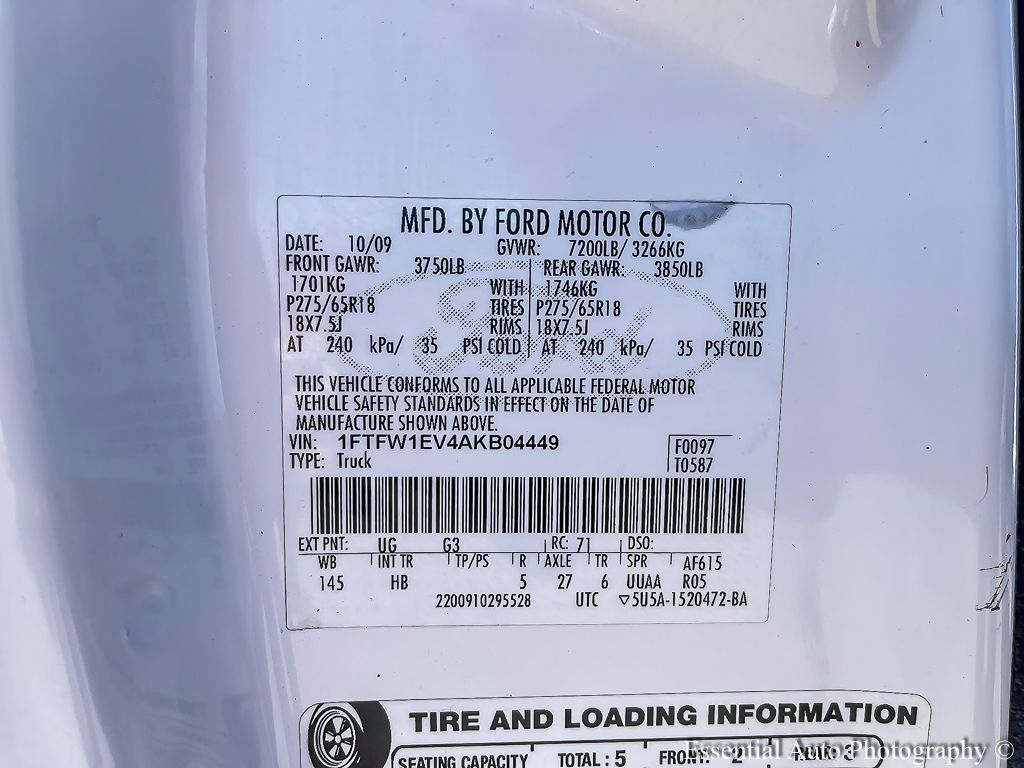 MFD. BY FORD MOTOR CO.
DATE: 10/09 GVWR: 7200LB/ 3266KG
FRONT GAWR: 3750LB REAR GAWR: 3850LB
1701KG WITH 1746KG WITH
P275/65R18 TIRES P275/65R18 TIRES
18X7.5J RIMS 18X7.5J RIMS
AT 240 kPa/ 35 PSI COLD AT 240 kPa/ 35 PSI COLD
Ford
THIS VEHICLE CONFORMS TO ALL APPLICABLE FEDERAL MOTOR
VEHICLE SAFETY STANDARDS IN EFFECT ON THE DATE OF
MANUFACTURE SHOWN ABOVE.
VIN: 1FTFW1EV4AKB04449 F0097
TYPE: Truck T0587
EXT PNT: UG G3 RC: 71 DSO:
WB INT TR TP/PS R AXLE TR SPR AF615
145 HB 5 27 6 UUAA R05
2200910295528 UTC ▽5U5A-1520472-BA
TIRE AND LOADING INFORMATION
SEATING CAPACITY TOTAL : 5 FRONT: 2 REAR: 3
Essential Auto Photography ©